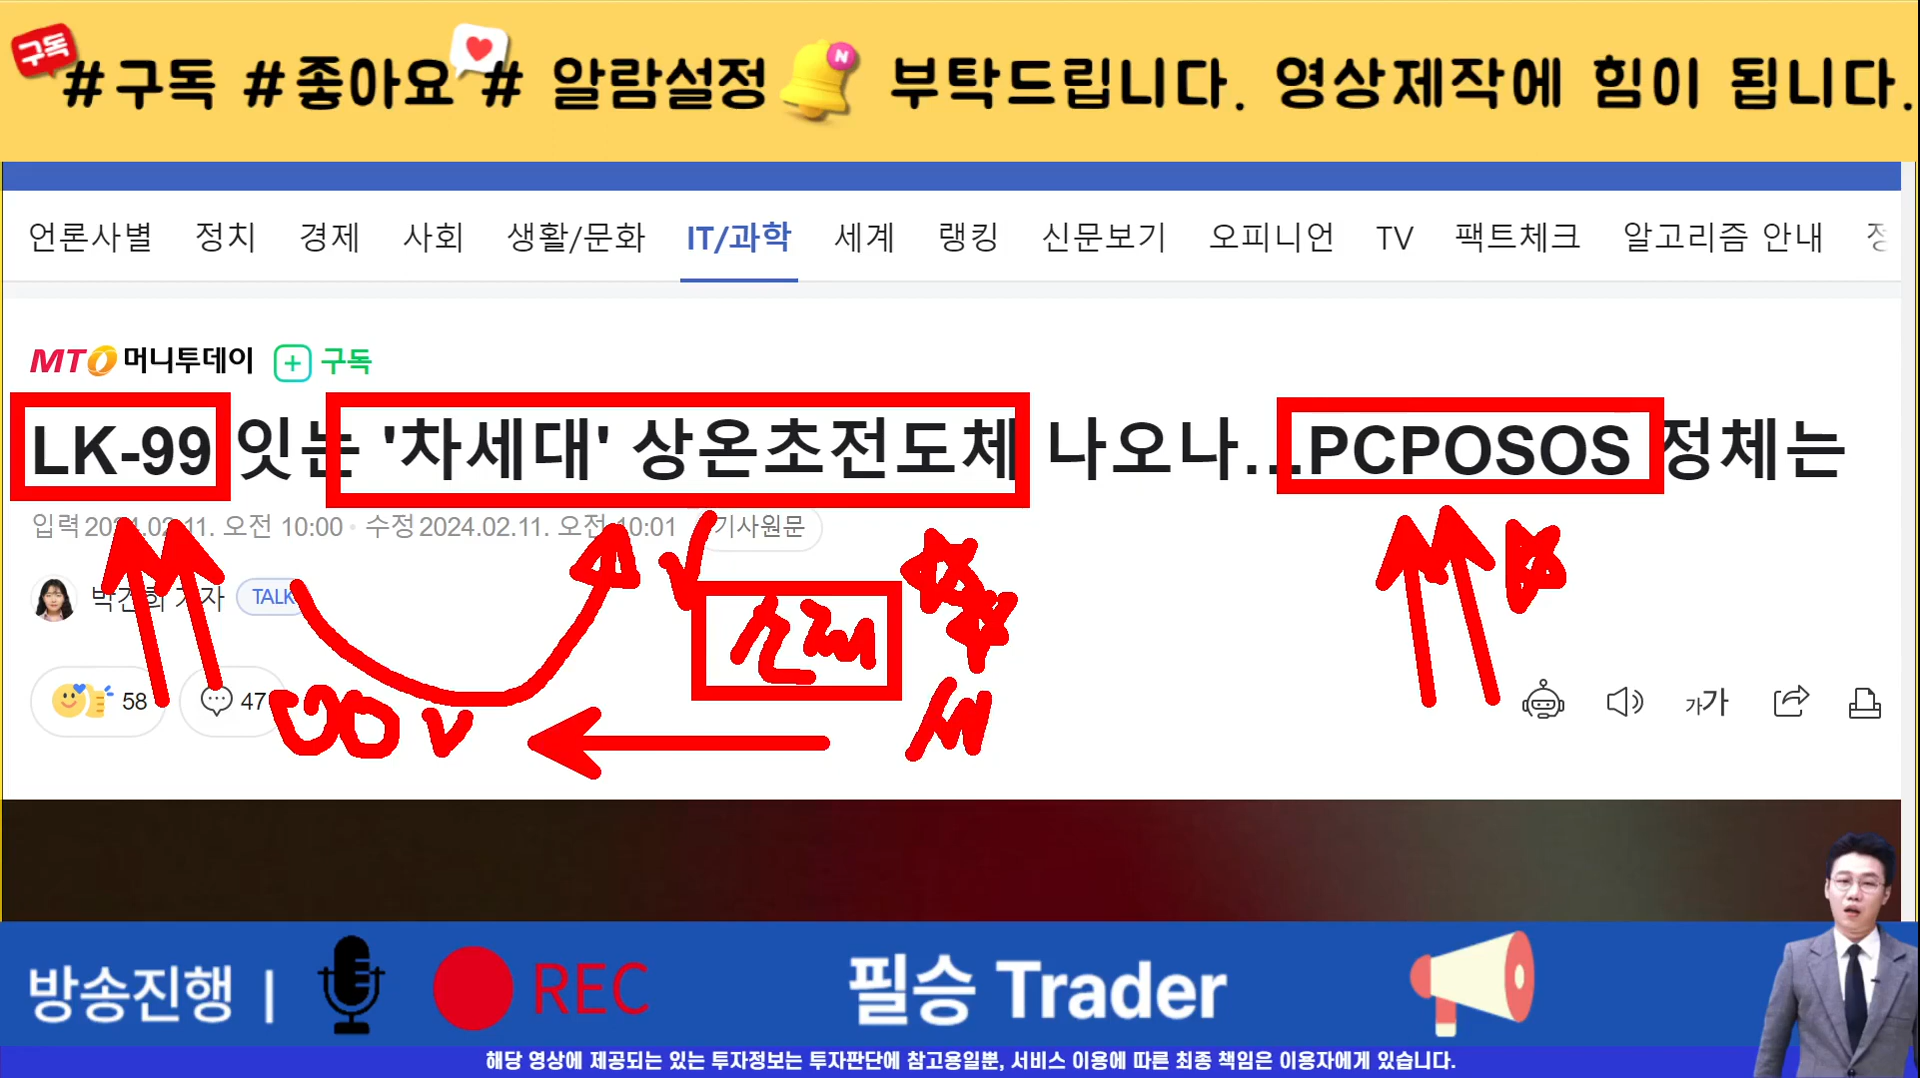 구독
#구독 #좋아요 # 알람설정 N 부탁드립니다. 영상제작에 힘이 됩니다.
언론사별 정치 경제 사회 생활/문화 IT/과학 세계 랭킹 신문보기 오피니언 TV 팩트체크 알고리즘 안내
MTO 머니투데이 + 구독
LK-99 잇는 '차세대' 상온초전도체 나오나...PCPOSOS 정체는
입력 2024.02.11. 오전 10:00 수정 2024.02.11. 오전 10:01 기사원문
박건희 기자 TALK
소재
58 47 가가
방송진행 | REC 필승 Trader
해당 영상에 제공되는 있는 투자정보는 투자판단에 참고용일뿐, 서비스 이용에 따른 최종 책임은 이용자에게 있습니다.